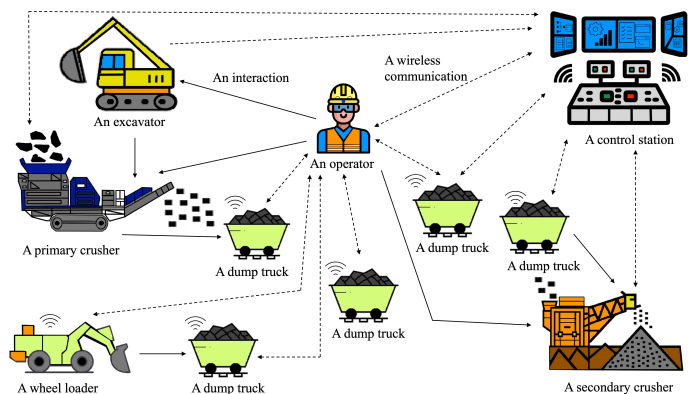 A wireless
communication
An interaction
An excavator
A control station
An operator
A primary crusher
A dump truck
A dump truck
A dump truck
A dump truck
A wheel loader
A dump truck
A secondary crusher